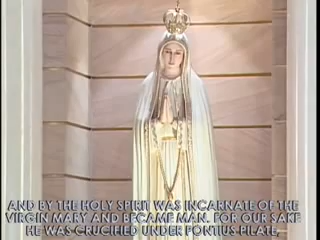 AND BY THE HOLY SPIRIT WAS INCARNATE OF THE
VIRGIN MARY AND BECAME MAN. FOR OUR SAKE
HE WAS CRUCIFIED UNDER PONTIUS PILATE,